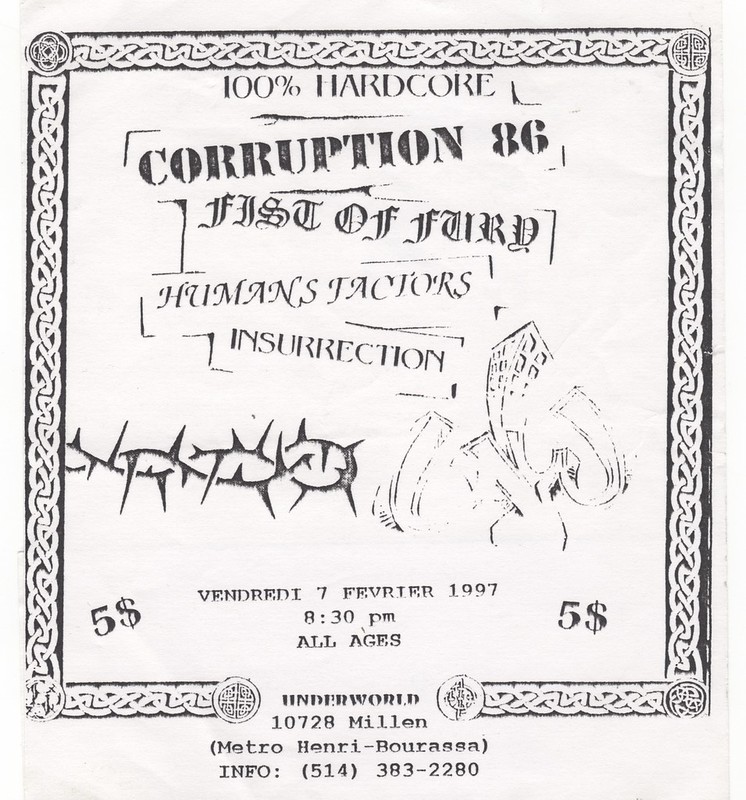 100% HARDCORE
CORRUPTION 86
FIST OF FURY
HUMANS FACTORS
INSURRECTION
5$
VENDREDI 7 FEVRIER 1997
8:30 pm
ALL AGES
5$
UNDERWORLD
10728 Millen
(Metro Henri-Bourassa)
INFO: (514) 383-2280